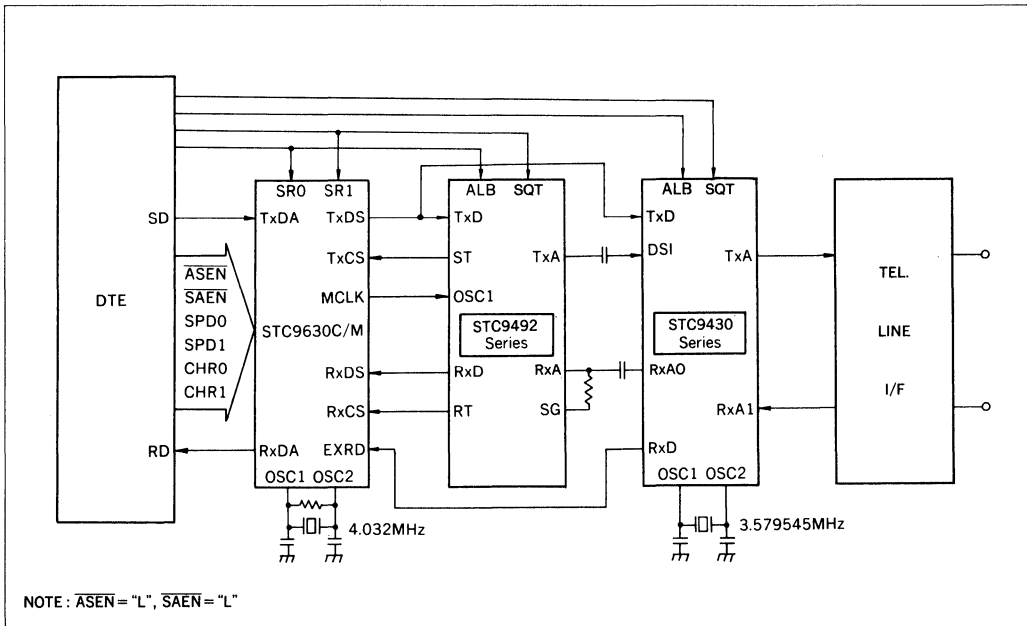 SR0 SR1
ALB SQT
ALB SQT
SD
TxDA
TxDS
TxD
TxD
TxCS
ST
TxA
DSI
TxA
ASEN
SAEN
SPD0
SPD1
CHR0
CHR1
DTE
STC9630C/M
MCLK
OSC1
STC9492
Series
STC9430
Series
TEL.
LINE
I/F
RxDS
RxD
RxA
RxA0
RxCS
RT
SG
RxA1
RD
RxDA
EXRD
RxD
OSC1 OSC2
OSC1 OSC2
4.032MHz
3.579545MHz
NOTE : ASEN = “L”, SAEN = “L”